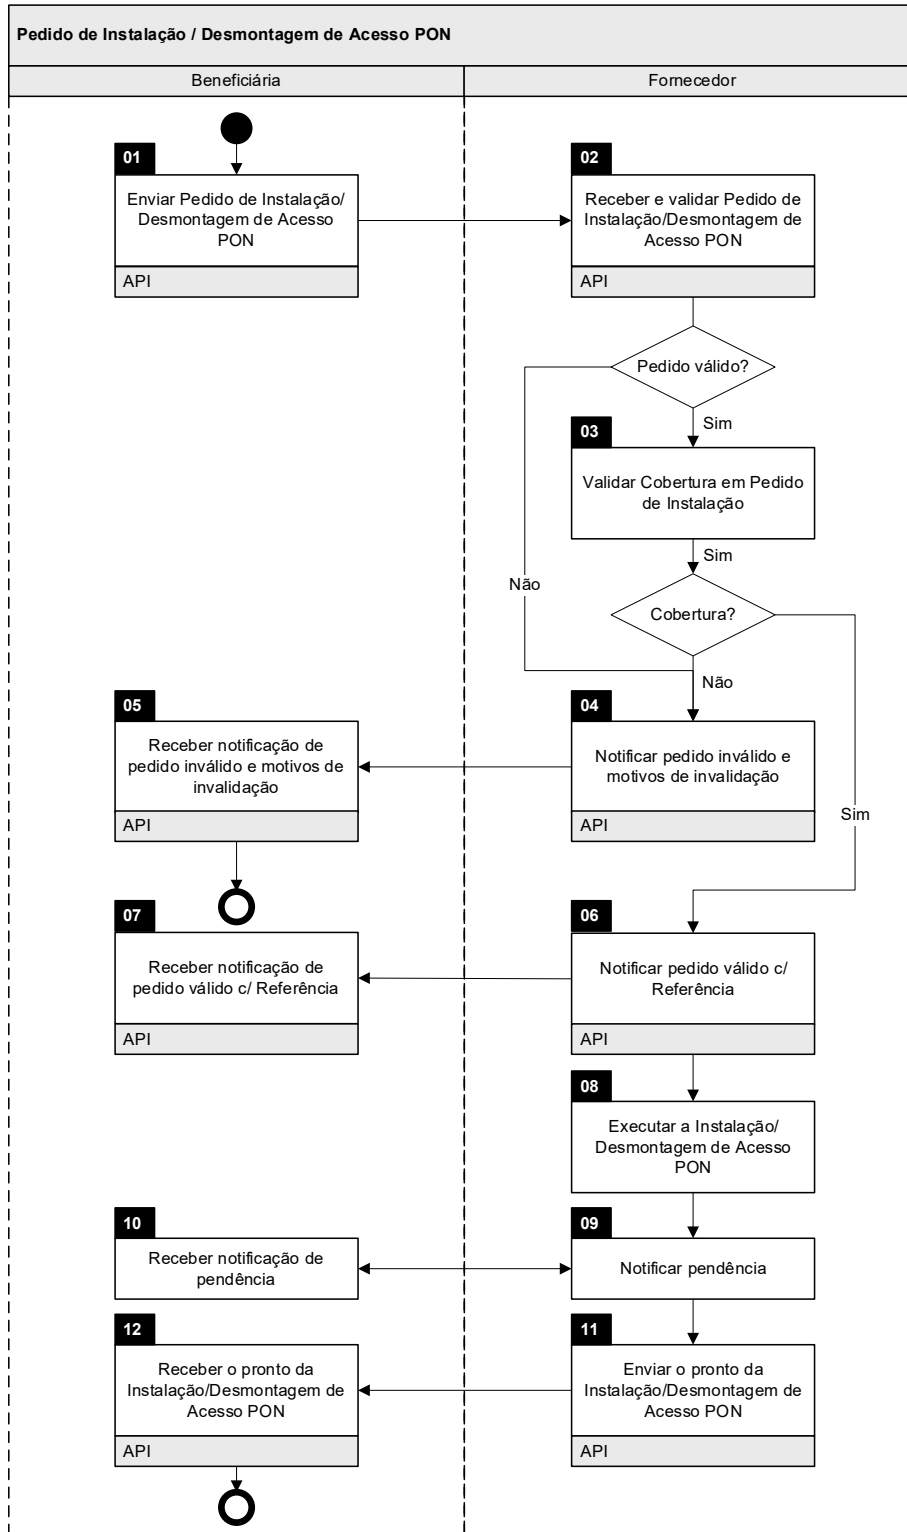 Pedido de Instalação / Desmontagem de Acesso PON
Beneficiária
Fornecedor
01
Enviar Pedido de Instalação/
Desmontagem de Acesso
PON
API
02
Receber e validar Pedido de
Instalação/Desmontagem de
Acesso PON
API
Pedido válido?
Sim
03
Validar Cobertura em Pedido
de Instalação
Sim
Não
Cobertura?
Não
05
Receber notificação de
pedido inválido e motivos de
invalidação
API
04
Notificar pedido inválido e
motivos de invalidação
API
Sim
07
Receber notificação de
pedido válido c/ Referência
API
06
Notificar pedido válido c/
Referência
API
08
Executar a Instalação/
Desmontagem de Acesso
PON
10
Receber notificação de
pendência
09
Notificar pendência
12
Receber o pronto da
Instalação/Desmontagem de
Acesso PON
API
11
Enviar o pronto da
Instalação/Desmontagem de
Acesso PON
API